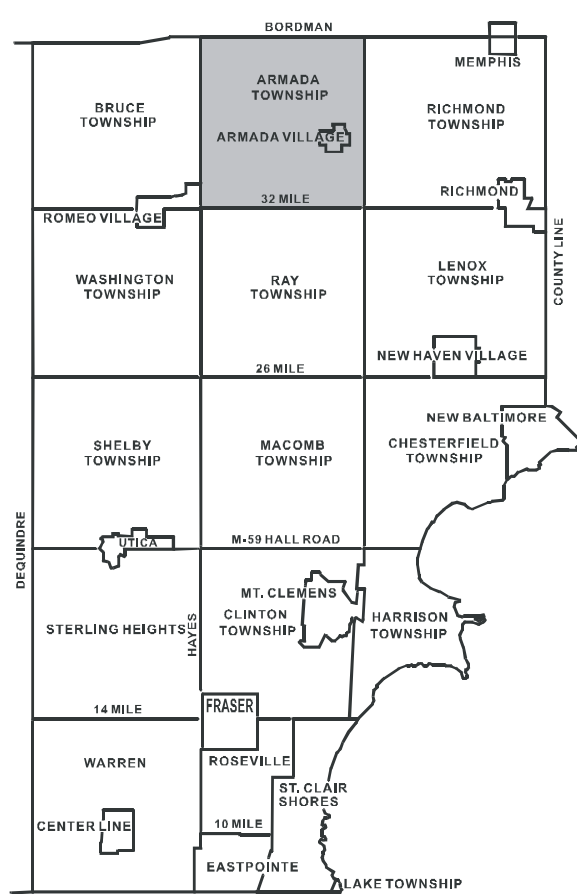 BORDMAN
MEMPHIS
ARMADA
TOWNSHIP
BRUCE
TOWNSHIP
RICHMOND
TOWNSHIP
ARMADA VILLAGE
RICHMOND
32 MILE
ROMEO VILLAGE
COUNTY LINE
WASHINGTON
TOWNSHIP
RAY
TOWNSHIP
LENOX
TOWNSHIP
NEW HAVEN VILLAGE
26 MILE
NEW BALTIMORE
SHELBY
TOWNSHIP
MACOMB
TOWNSHIP
CHESTERFIELD
TOWNSHIP
DEQUINDRE
UTICA
M-59 HALL ROAD
MT. CLEMENS
STERLING HEIGHTS
HAYES
CLINTON
TOWNSHIP
HARRISON
TOWNSHIP
14 MILE
FRASER
WARREN
ROSEVILLE
ST. CLAIR
SHORES
CENTER LINE
10 MILE
EASTPOINTE
LAKE TOWNSHIP